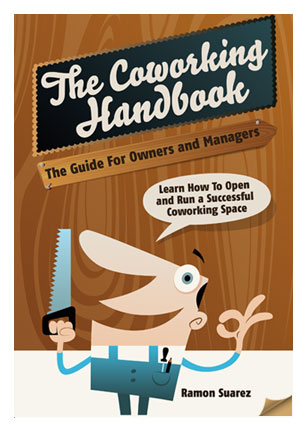 The Coworking
Handbook
The Guide For Owners and Managers
Learn How To Open
and Run a Successful
Coworking Space
Ramon Suarez